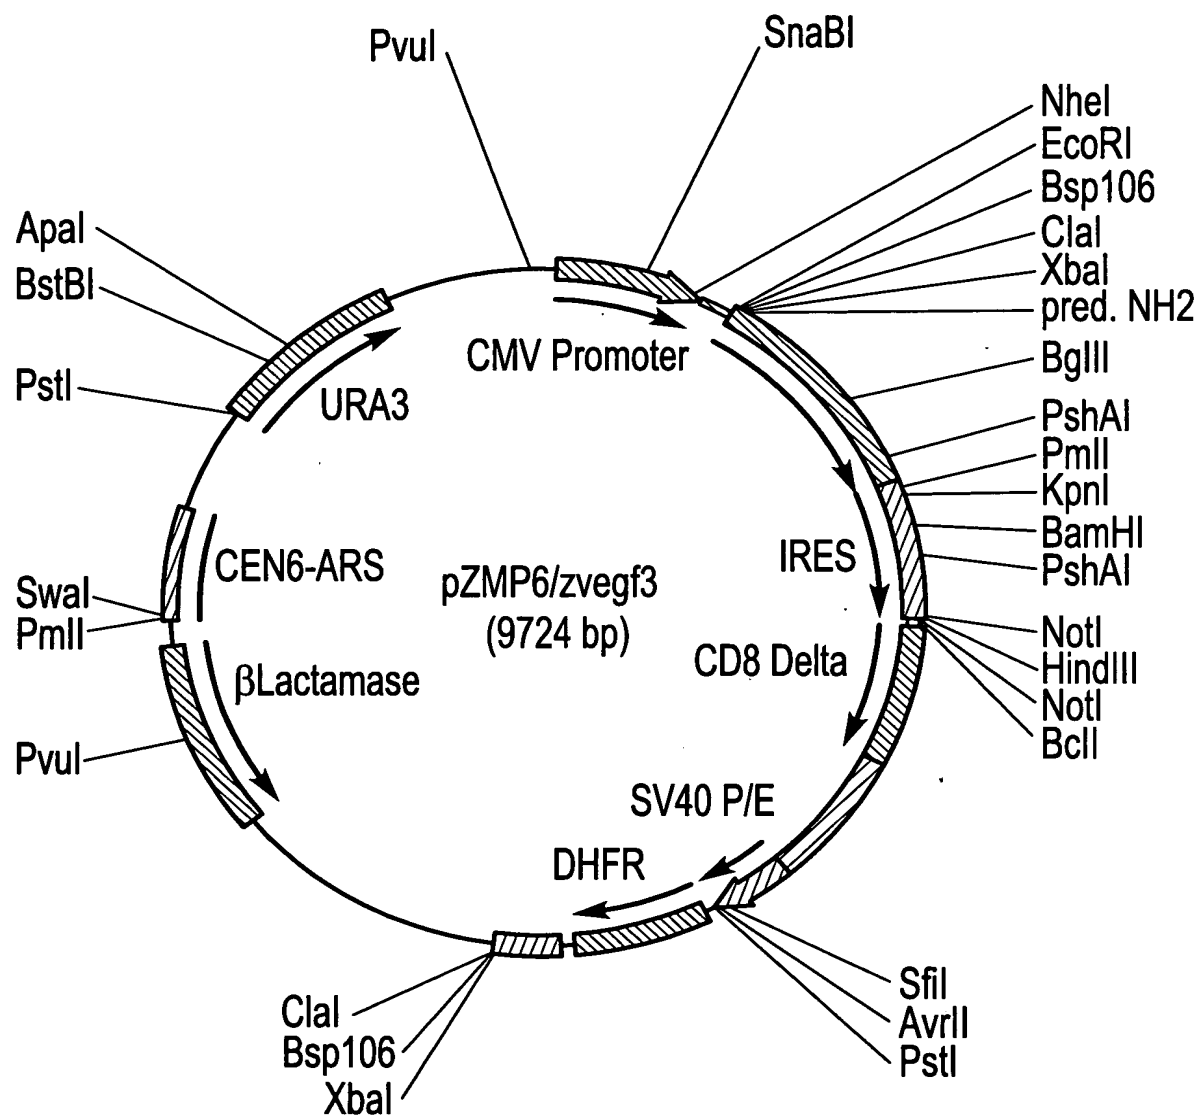 PvuI
SnaBI
NheI
EcoRI
Bsp106
ClaI
XbaI
pred. NH2
BglII
PshAI
PmlI
KpnI
BamHI
PshAI
NotI
HindIII
NotI
BclI
ApaI
BstBI
PstI
SwaI
PmlI
PvuI
CMV Promoter
URA3
CEN6-ARS
pZMP6/zvegf3
(9724 bp)
IRES
CD8 Delta
βLactamase
SV40 P/E
DHFR
SfiI
AvrII
PstI
ClaI
Bsp106
XbaI